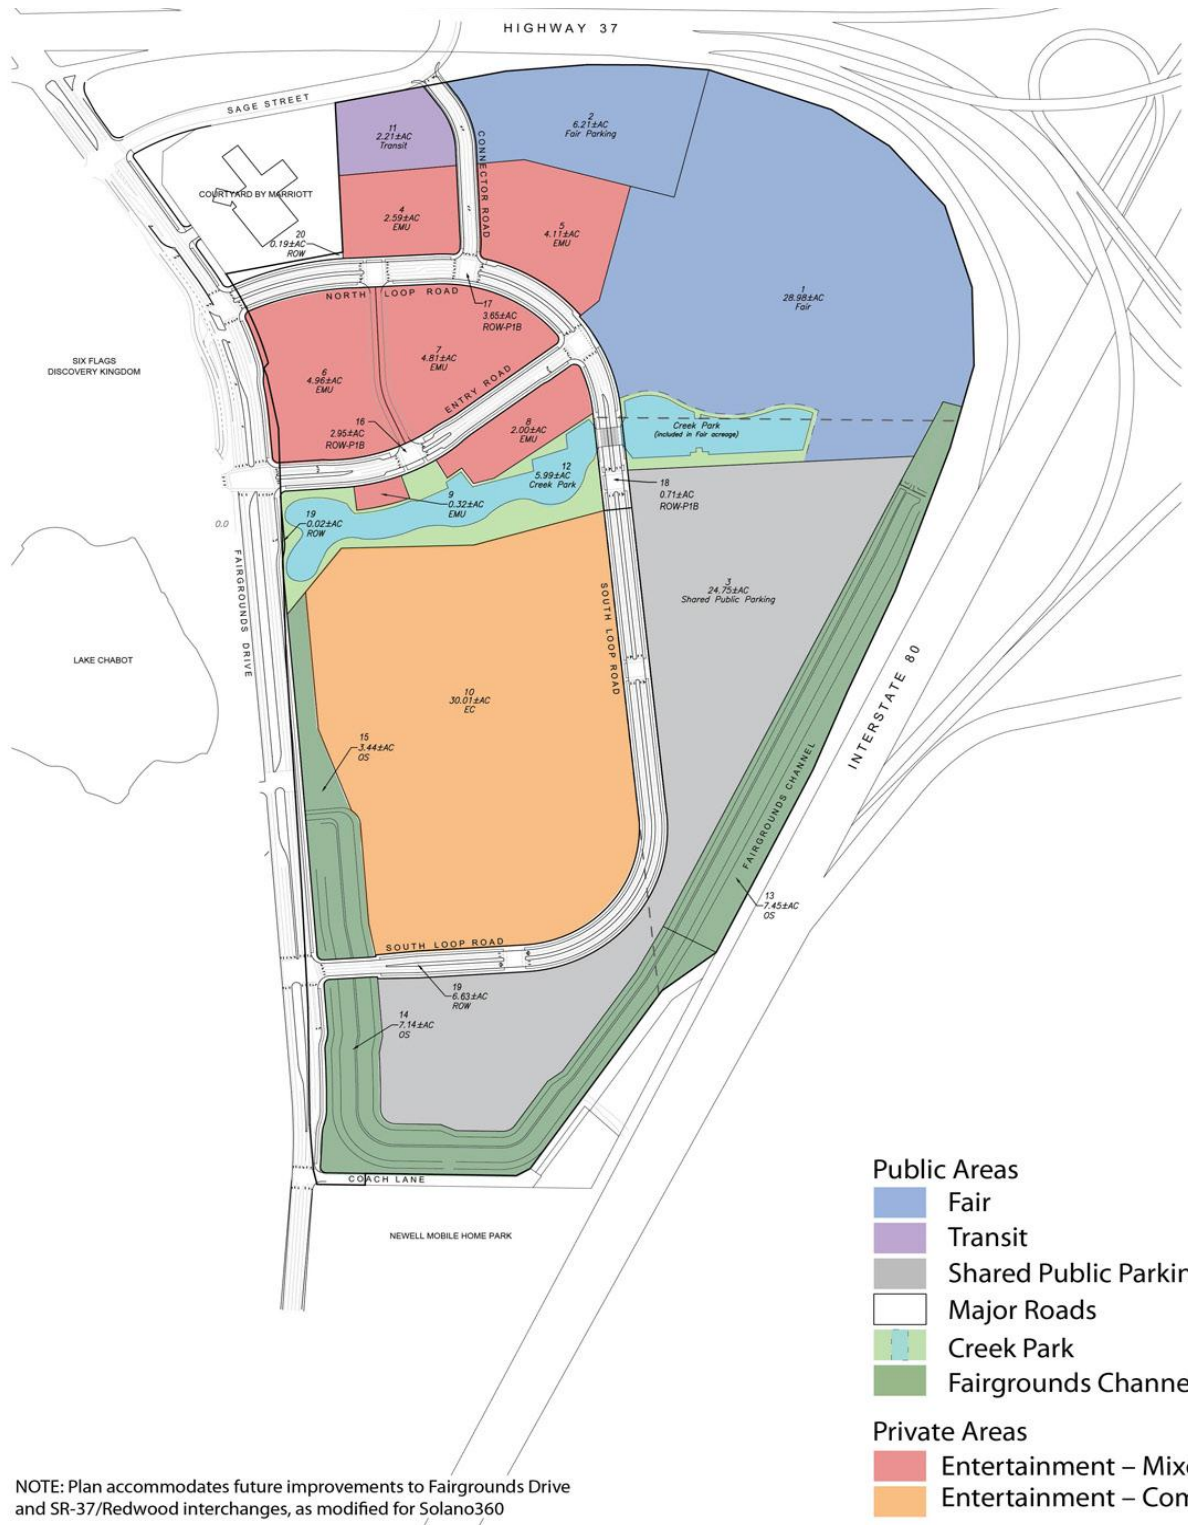 HIGHWAY 37
SAGE STREET
11
2.21±AC
Transit
2
6.21±AC
Fair Parking
CONNECTOR ROAD
COURTYARD BY MARRIOTT
4
2.59±AC
EMU
5
4.11±AC
EMU
20
0.19±AC
ROW
NORTH LOOP ROAD
17
3.65±AC
ROW-P1B
1
28.98±AC
Fair
SIX FLAGS
DISCOVERY KINGDOM
6
4.96±AC
EMU
7
4.81±AC
EMU
ENTRY ROAD
16
2.95±AC
ROW-P1B
8
2.00±AC
EMU
Creek Park
(included in Fair acreage)
12
5.99±AC
Creek Park
9
0.32±AC
EMU
18
0.71±AC
ROW-P1B
19
0.02±AC
ROW
0.0
FAIRGROUNDS DRIVE
3
24.75±AC
Shared Public Parking
SOUTH LOOP ROAD
LAKE CHABOT
10
30.01±AC
EC
INTERSTATE 80
15
3.44±AC
OS
FAIRGROUNDS CHANNEL
13
7.45±AC
OS
SOUTH LOOP ROAD
19
6.63±AC
ROW
14
7.14±AC
OS
COACH LANE
NEWELL MOBILE HOME PARK
Public Areas
Fair
Transit
Shared Public Parkin
Major Roads
Creek Park
Fairgrounds Channe
Private Areas
Entertainment – Mixe
Entertainment – Com
NOTE: Plan accommodates future improvements to Fairgrounds Drive
and SR-37/Redwood interchanges, as modified for Solano360